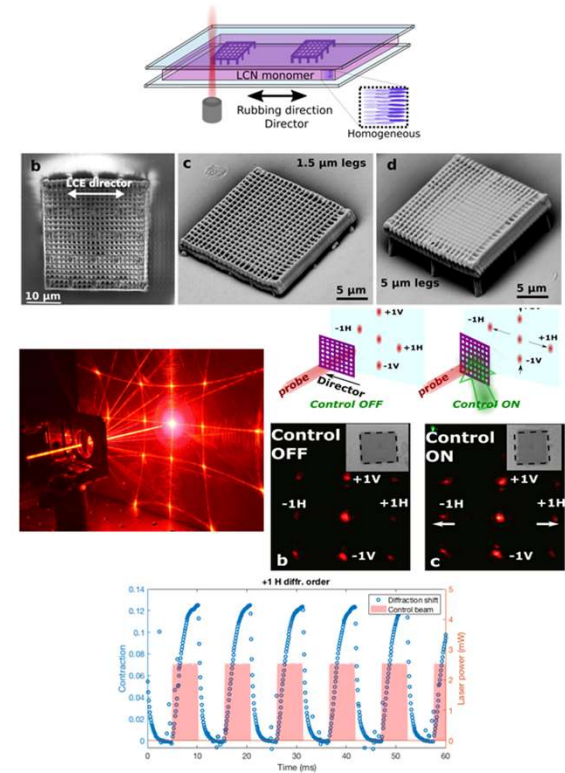 LCN monomer
Rubbing direction
Director
Homogeneous
b
LCE director
10 μm
c
1.5 μm legs
5 μm
d
5 μm legs
5 μm
+1V
-1H
+1H
-1V
probe
Director
Control OFF
+1V
-1H
+1H
-1V
probe
Control ON
Control
OFF
+1V
-1H
+1H
-1V
b
Control
ON
+1V
-1H
+1H
-1V
c
+1 H diffr. order
Diffraction shift
Control beam
Contraction
0.14
0.12
0.1
0.08
0.06
0.04
0.02
0
0
10
20
30
40
50
60
Time (ms)
5
4
3
2
1
0
Laser power (mW)